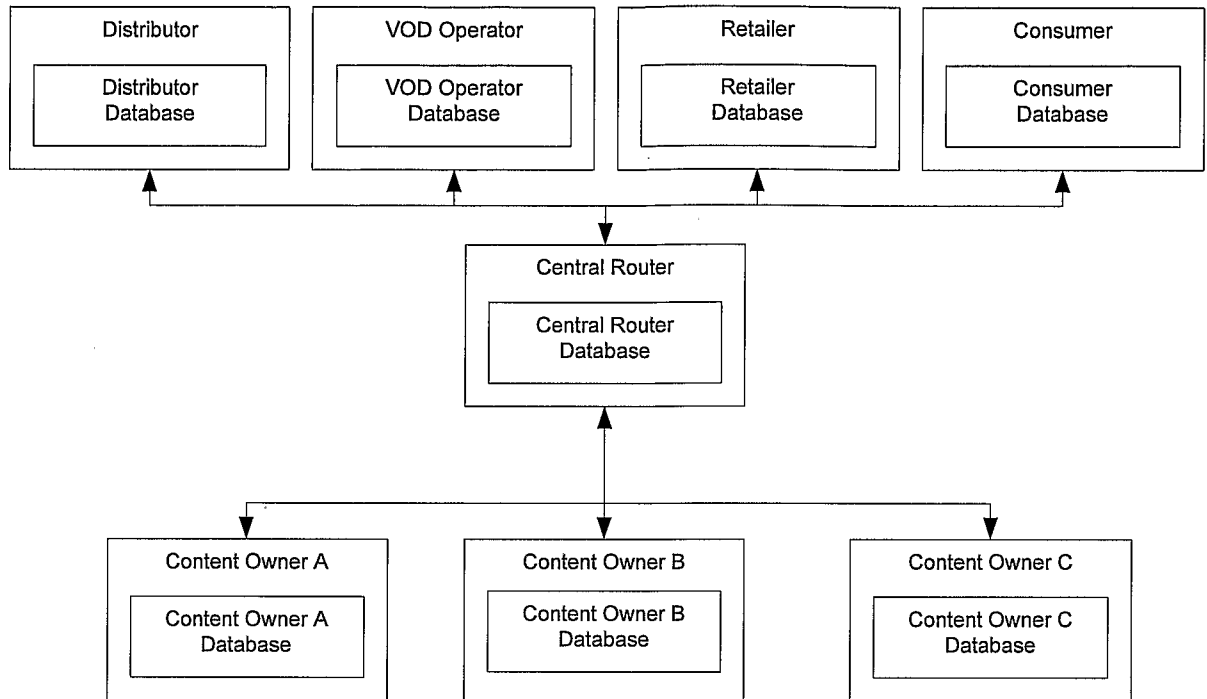 Distributor
Distributor
Database
VOD Operator
VOD Operator
Database
Retailer
Retailer
Database
Consumer
Consumer
Database
Central Router
Central Router
Database
Content Owner A
Content Owner A
Database
Content Owner B
Content Owner B
Database
Content Owner C
Content Owner C
Database